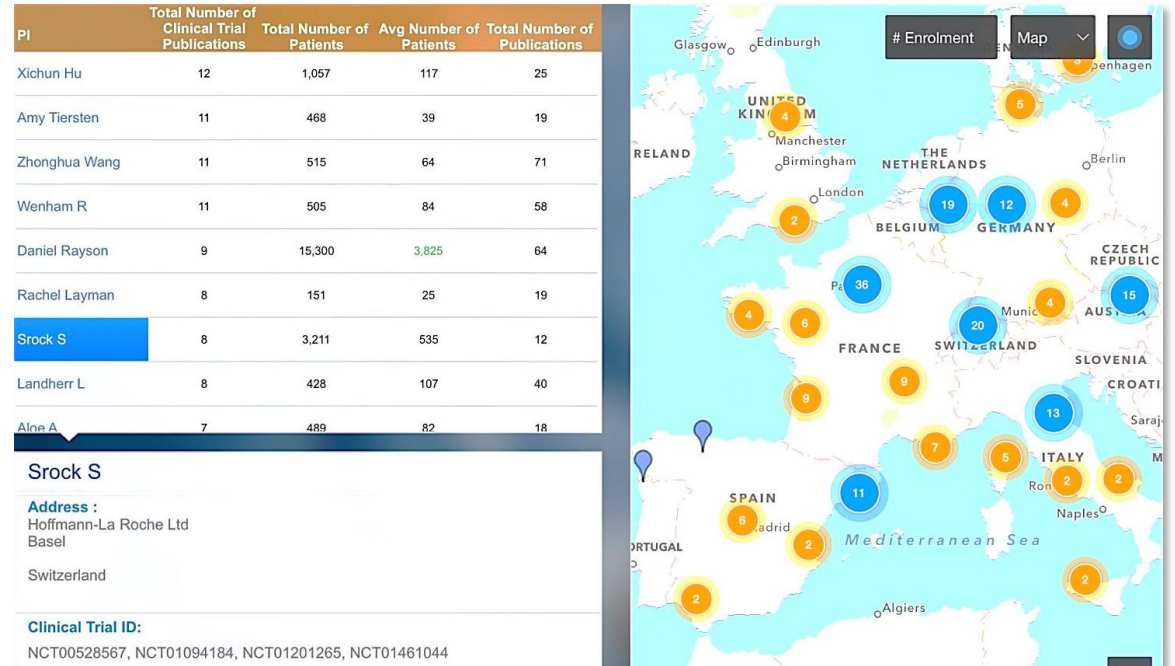 PI
Total Number of Clinical Trial Publications
Total Number of Patients
Avg Number of Patients
Total Number of Publications
Xichun Hu 12 1,057 117 25
Amy Tiersten 11 468 39 19
Zhonghua Wang 11 515 64 71
Wenham R 11 505 84 58
Daniel Rayson 9 15,300 3,825 64
Rachel Layman 8 151 25 19
Srock S 8 3,211 535 12
Landherr L 8 428 107 40
Aloe A 7 489 82 18
Srock S
Address :
Hoffmann-La Roche Ltd
Basel
Switzerland
Clinical Trial ID:
NCT00528567, NCT01094184, NCT01201265, NCT01461044
# Enrolment
Map
Glasgow
Edinburgh
3
penhagen
5
UNITED
4
Manchester
RELAND
Birmingham
THE
NETHERLANDS
Berlin
London
19
12
4
2
BELGIUM
GERMANY
CZECH
REPUBLIC
36
4
15
4
6
Munic
20
FRANCE
SWITZERLAND
SLOVENIA
9
CROATI
9
13
Saraj
7
5
ITALY
M
2
2
Ro
11
SPAIN
Naples
6
adrid
2
Mediterranean Sea
ORTUGAL
2
2
Algiers